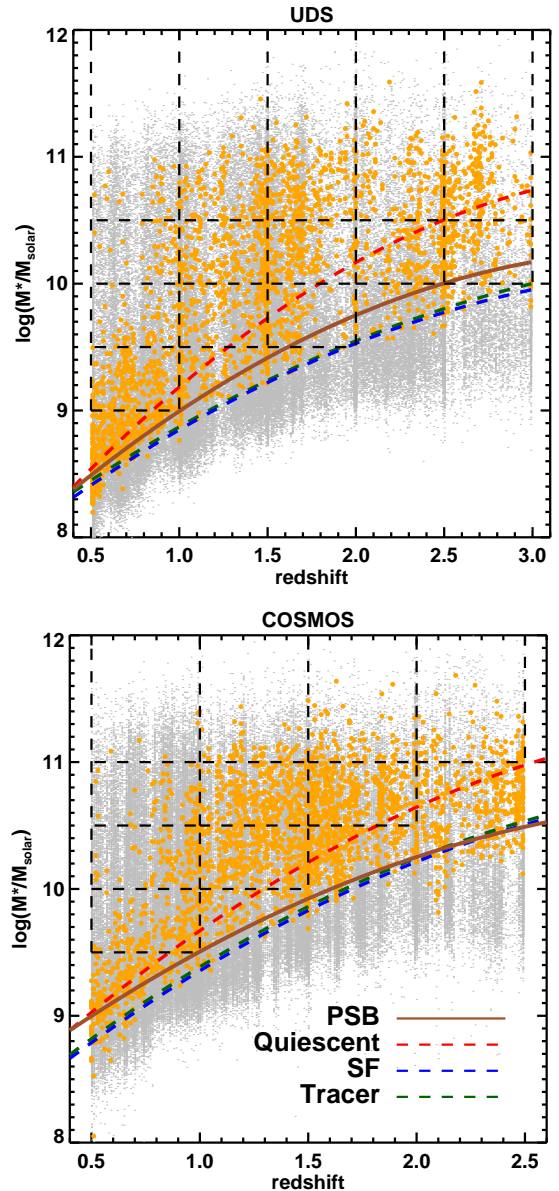 UDS
12
11
10
9
8
log(M*/Msolar)
0.5 1.0 1.5 2.0 2.5 3.0
redshift
COSMOS
12
11
10
9
8
log(M*/Msolar)
PSB
Quiescent
SF
Tracer
0.5 1.0 1.5 2.0 2.5
redshift